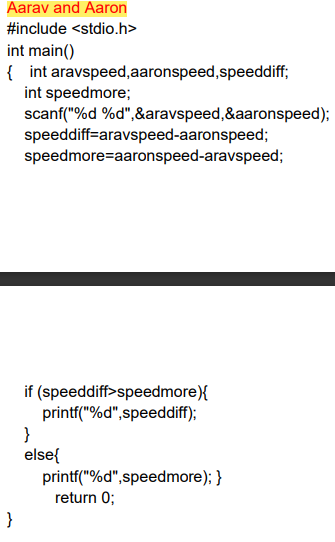 Aarav and Aaron
#include <stdio.h>
int main()
{ int aravspeed,aaronspeed,speeddiff;
int speedmore;
scanf("%d %d",&aravspeed,&aaronspeed);
speeddiff=aravspeed-aaronspeed;
speedmore=aaronspeed-aravspeed;
if (speeddiff>speedmore){
printf("%d",speeddiff);
}
else{
printf("%d",speedmore); }
return 0;
}